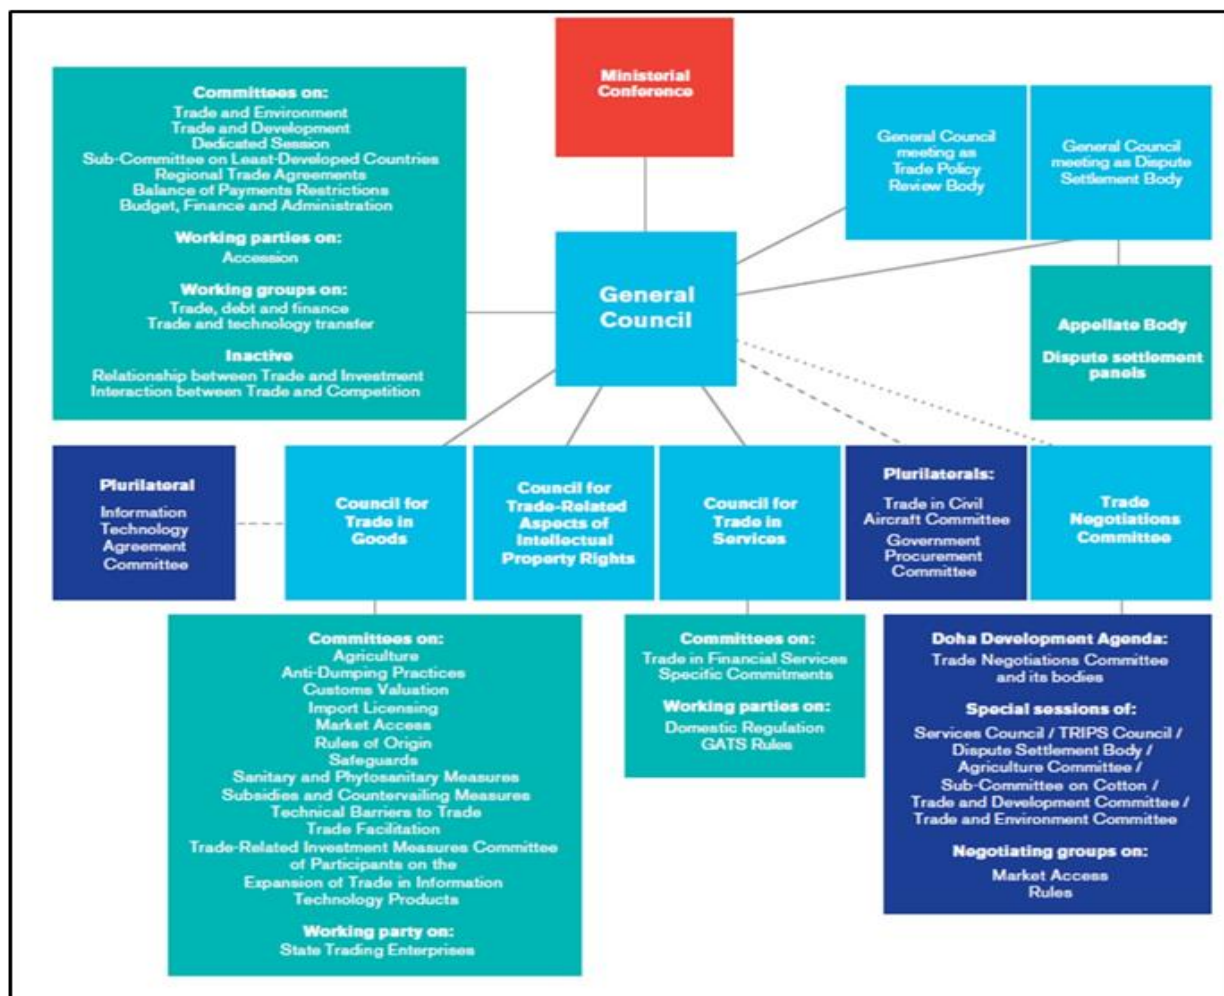 Ministerial
Conference
Committees on:
Trade and Environment
Trade and Development
Dedicated Session
Sub-Committee on Least-Developed Countries
Regional Trade Agreements
Balance of Payments Restrictions
Budget, Finance and Administration
Working parties on:
Accession
Working groups on:
Trade, debt and finance
Trade and technology transfer
Inactive
Relationship between Trade and Investment
Interaction between Trade and Competition
General
Council
General Council
meeting as
Trade Policy
Review Body
General Council
meeting as Dispute
Settlement Body
Appellate Body
Dispute settlement
panels
Plurilateral
Information
Technology
Agreement
Committee
Council for
Trade in
Goods
Council for
Trade-Related
Aspects of
Intellectual
Property Rights
Council for
Trade in
Services
Plurilaterals:
Trade in Civil
Aircraft Committee
Government
Procurement
Committee
Trade
Negotiations
Committee
Committees on:
Agriculture
Anti-Dumping Practices
Customs Valuation
Import Licensing
Market Access
Rules of Origin
Safeguards
Sanitary and Phytosanitary Measures
Subsidies and Countervailing Measures
Technical Barriers to Trade
Trade Facilitation
Trade-Related Investment Measures Committee
of Participants on the
Expansion of Trade in Information
Technology Products
Working party on:
State Trading Enterprises
Committees on:
Trade in Financial Services
Specific Commitments
Working parties on:
Domestic Regulation
GATS Rules
Doha Development Agenda:
Trade Negotiations Committee
and its bodies
Special sessions of:
Services Council / TRIPS Council /
Dispute Settlement Body /
Agriculture Committee /
Sub-Committee on Cotton /
Trade and Development Committee /
Trade and Environment Committee
Negotiating groups on:
Market Access
Rules